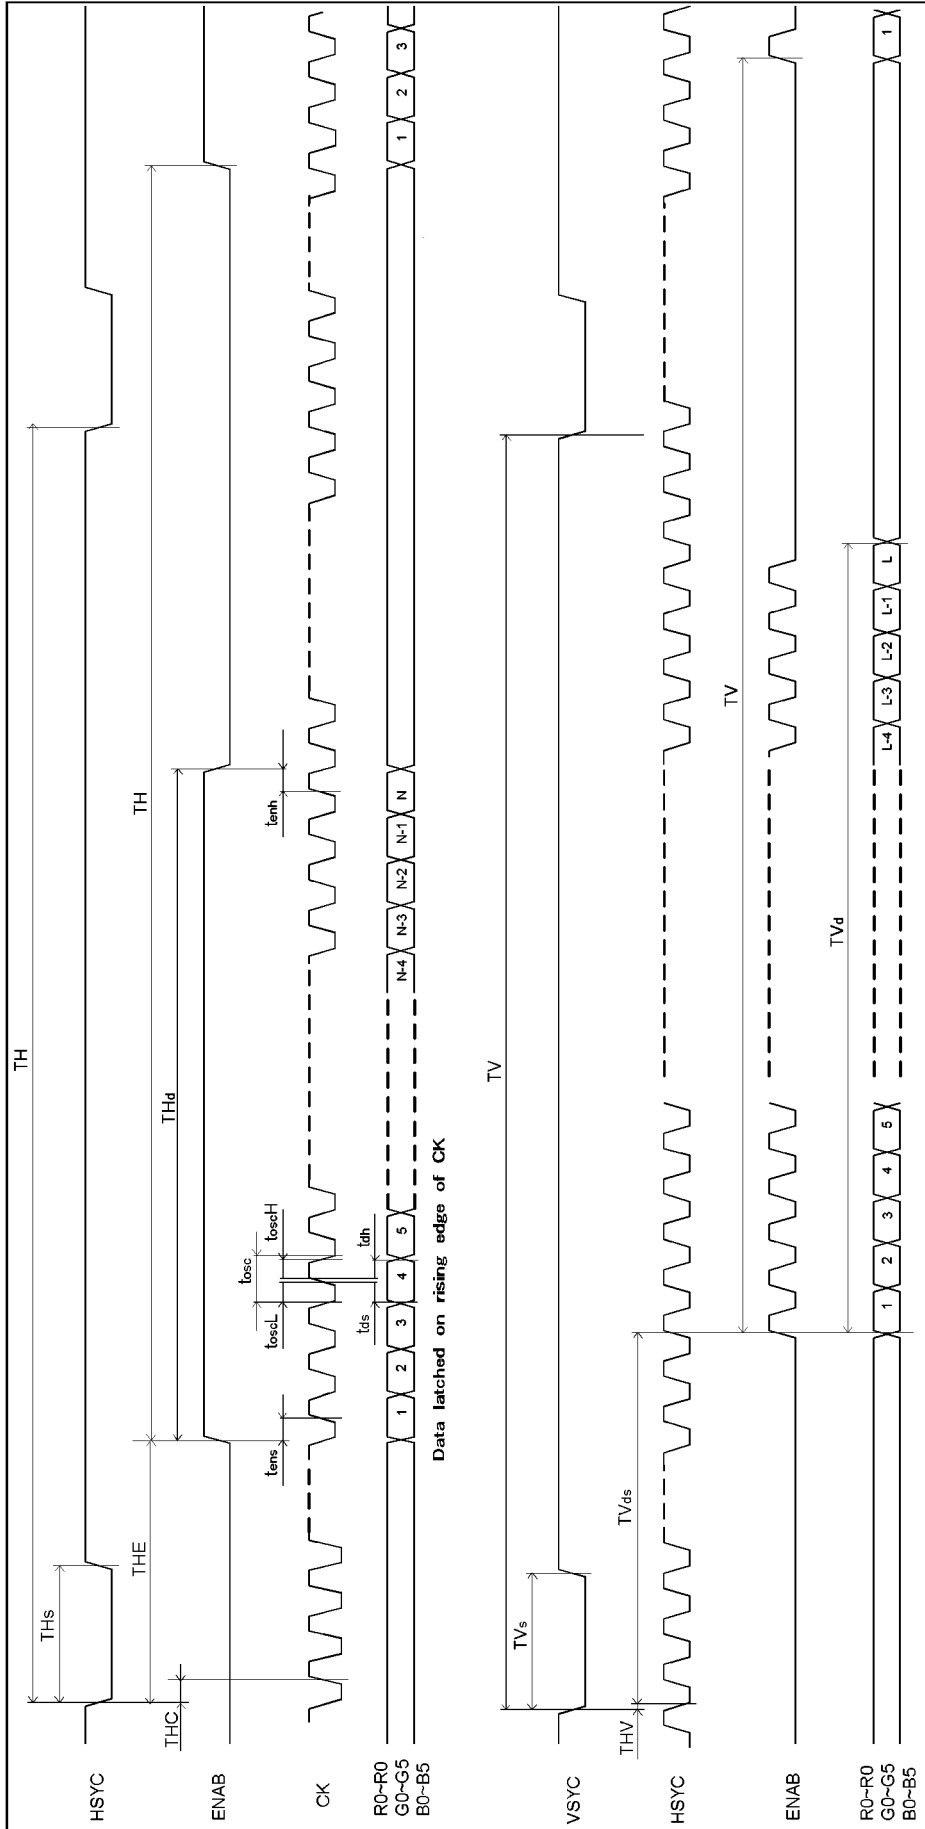 TH
THs
HSYC
THE
TH
THC
THd
ENAB
tens
toscL
tosc
toscH
tenh
CK
tds
tdh
R0~R0
G0~G5
B0~B5
1 2 3 4 5 N-4 N-3 N-2 N-1 N 1 2 3
Data latched on rising edge of CK
TV
TVs
VSYC
THV
TVds
HSYC
TV
ENAB
TVd
R0~R0
G0~G5
B0~B5
1 2 3 4 5 L-4 L-3 L-2 L-1 L 1